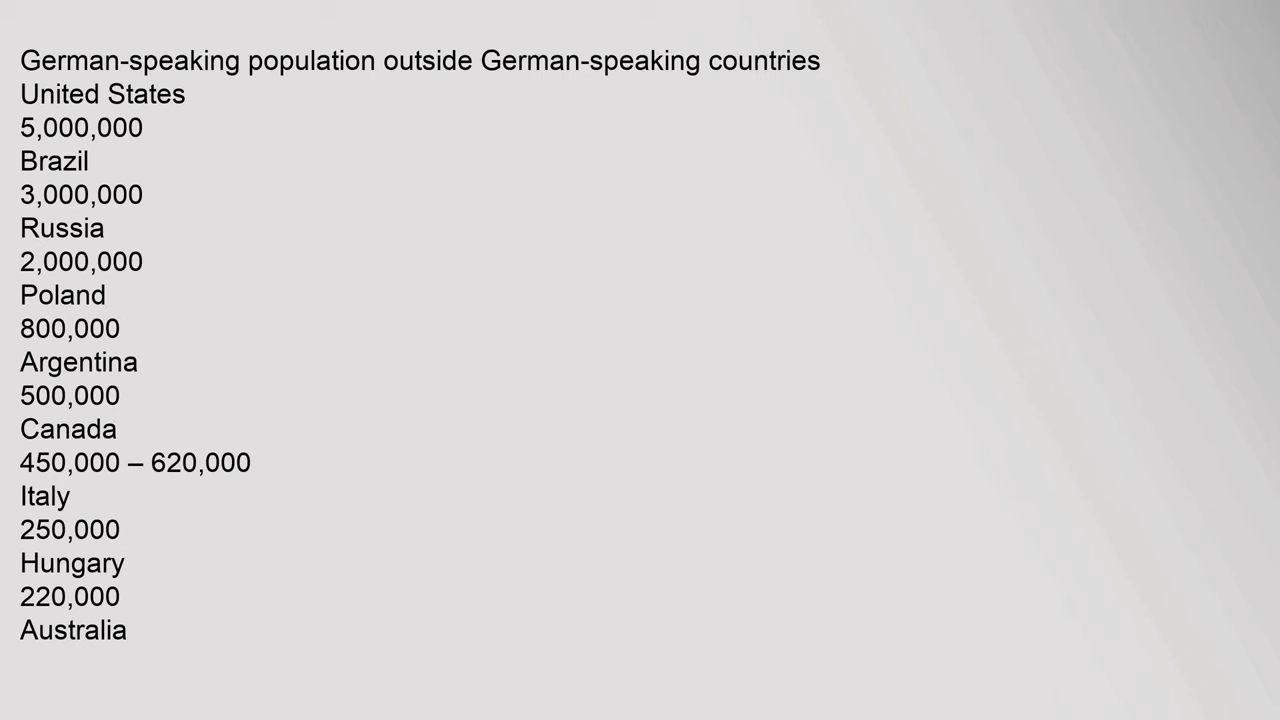 German-speaking population outside German-speaking countries
United States
5,000,000
Brazil
3,000,000
Russia
2,000,000
Poland
800,000
Argentina
500,000
Canada
450,000 – 620,000
Italy
250,000
Hungary
220,000
Australia